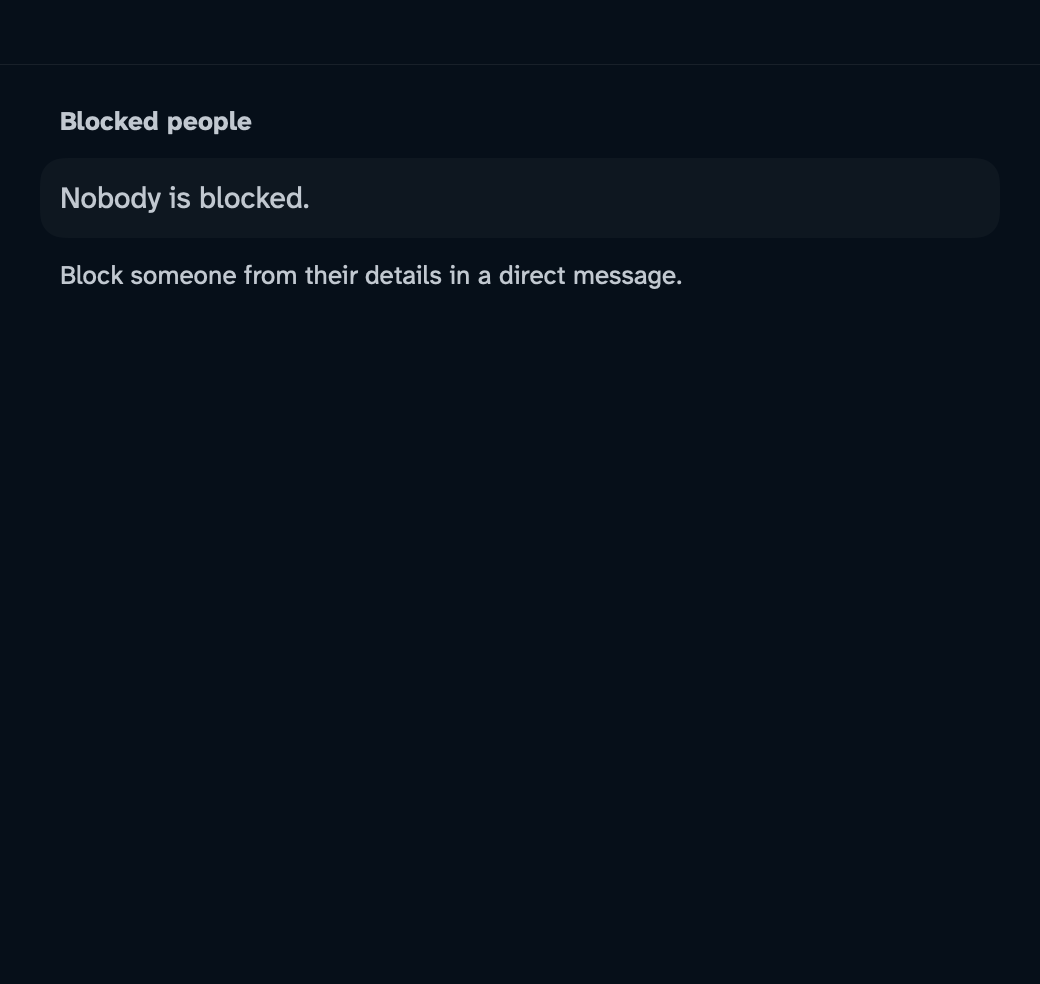 Blocked people
Nobody is blocked.
Block someone from their details in a direct message.